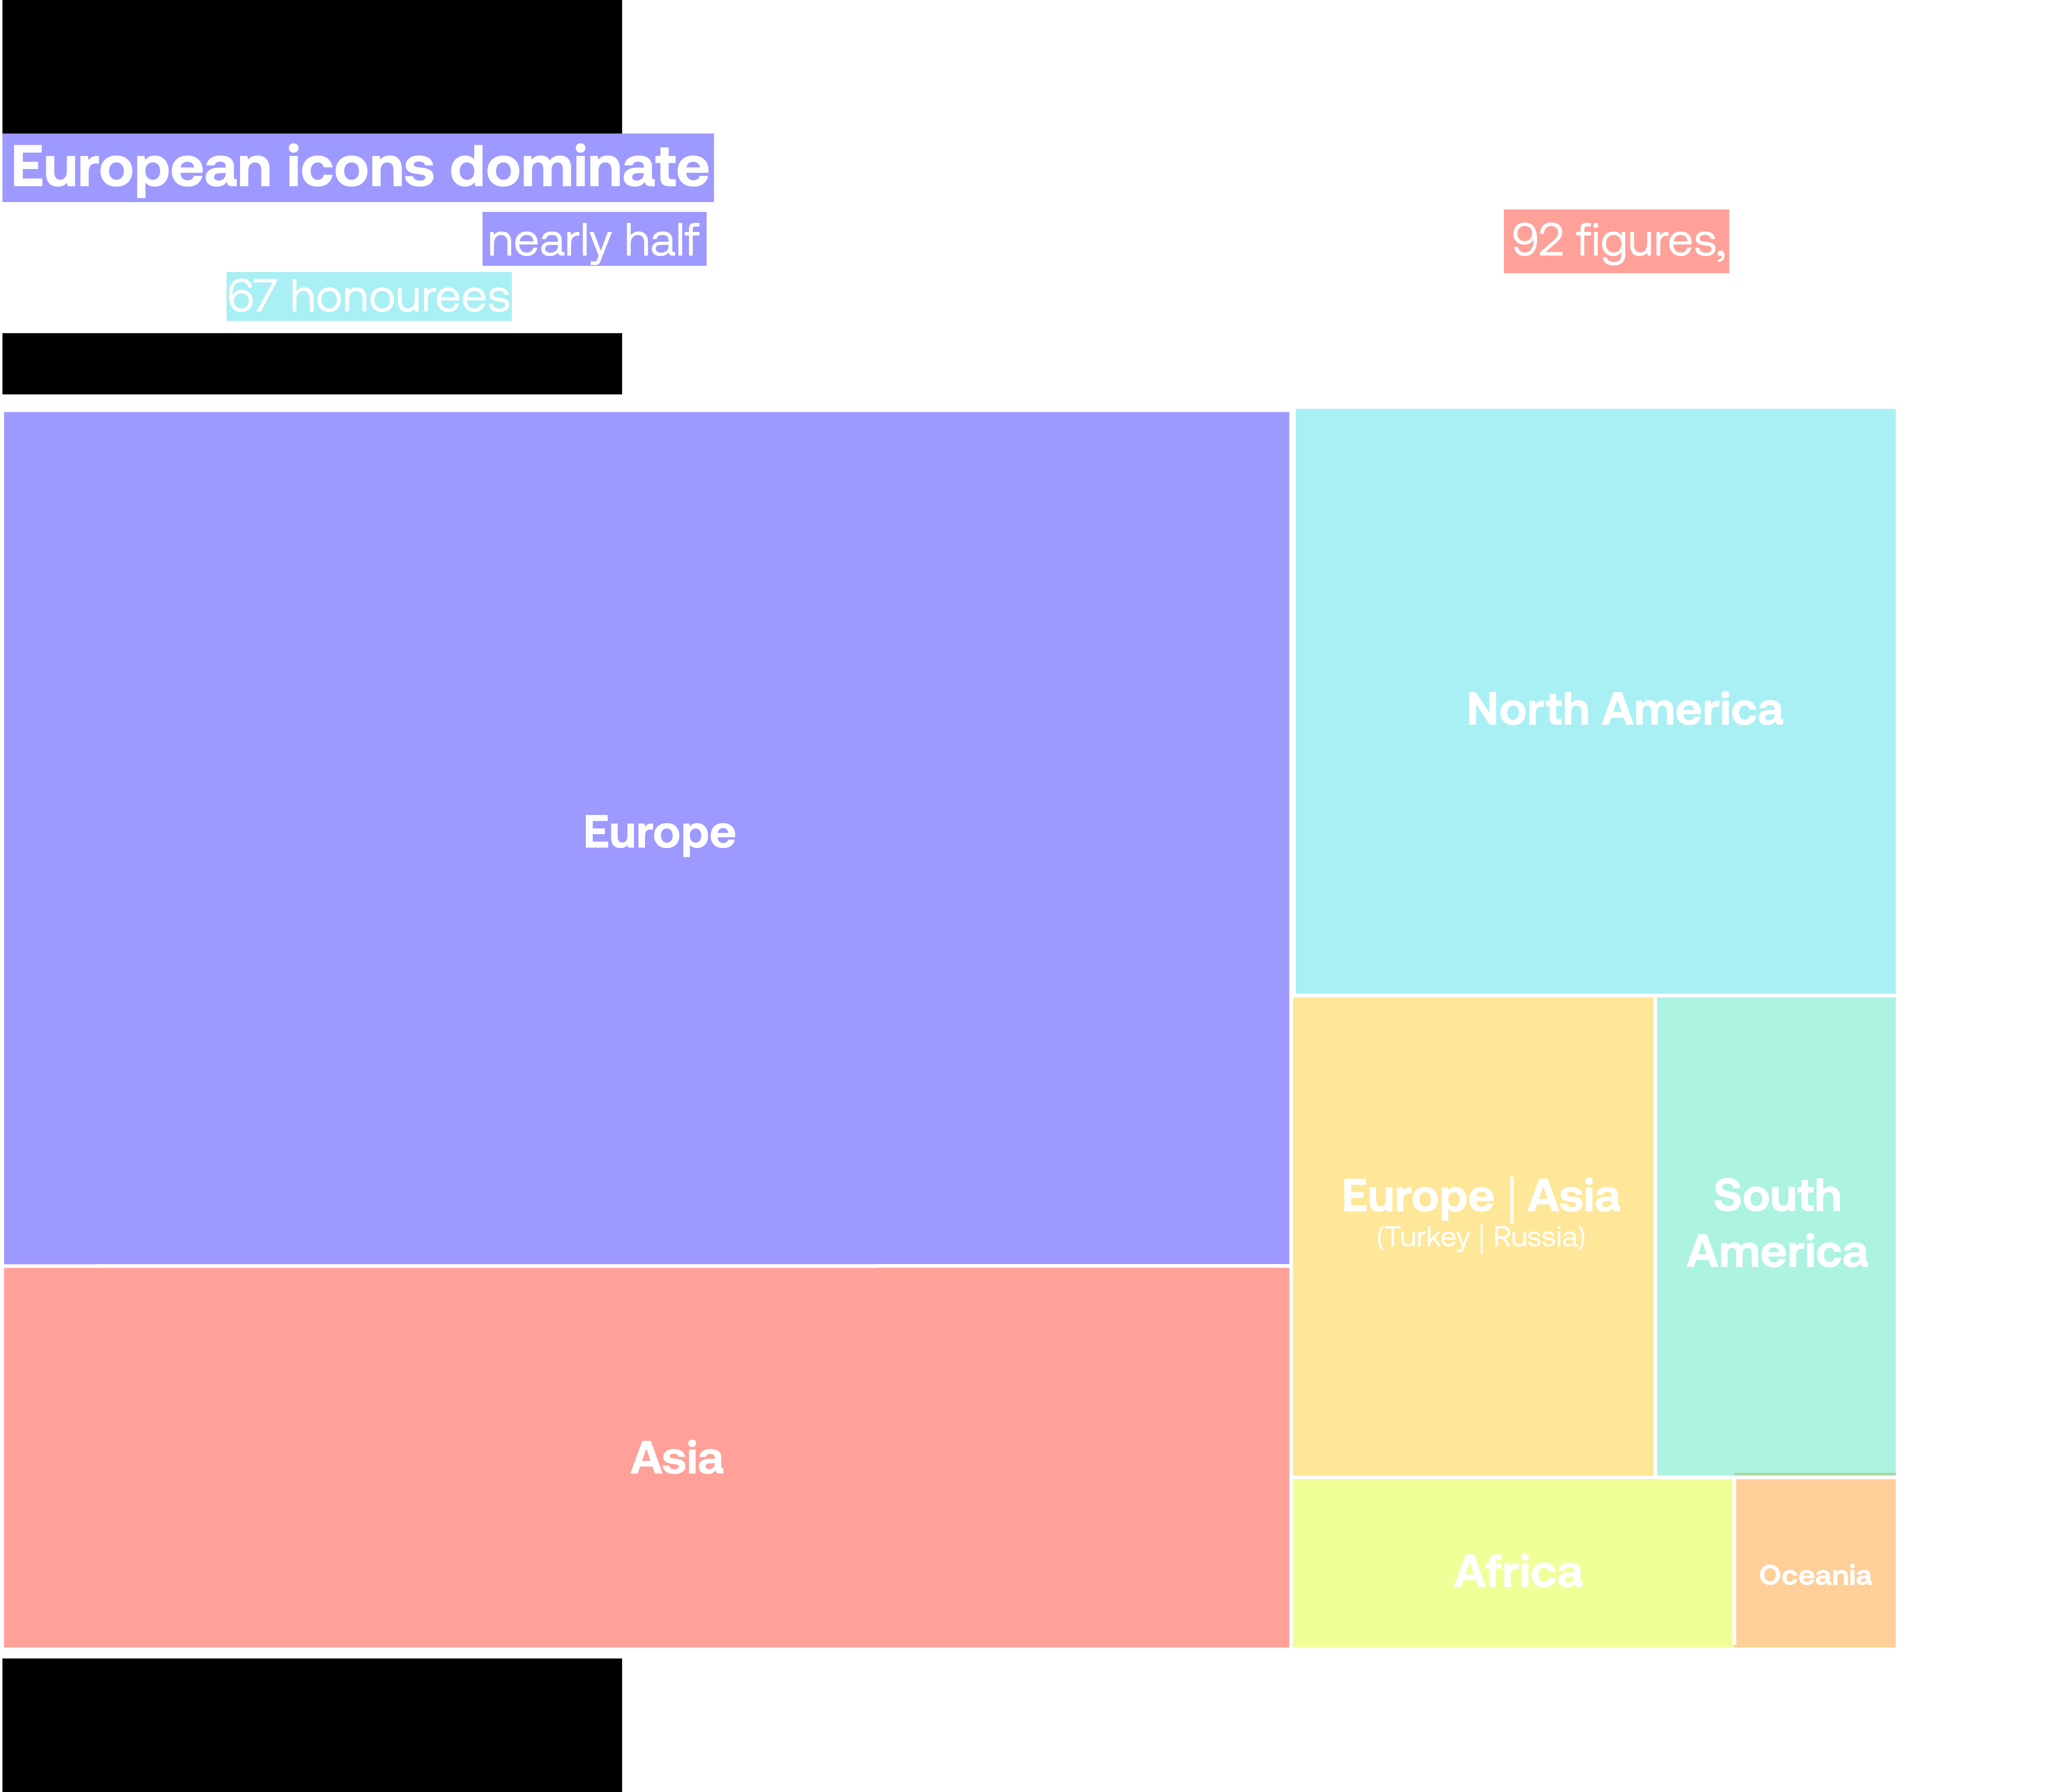 European icons dominate
nearly half 92 figures,
67 honourees
Europe
North America
Europe | Asia
(Turkey | Russia)
South
America
Asia
Africa
Oceania